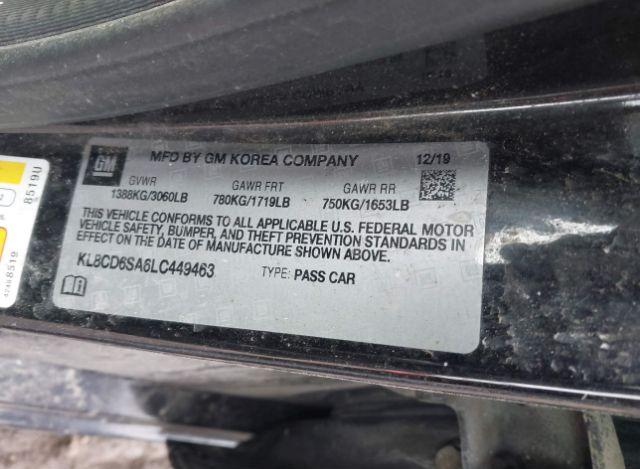 GM
MFD BY GM KOREA COMPANY 12/19
GVWR GAWR FRT GAWR RR
1388KG/3060LB 780KG/1719LB 750KG/1653LB
THIS VEHICLE CONFORMS TO ALL APPLICABLE U.S. FEDERAL MOTOR
VEHICLE SAFETY, BUMPER, AND THEFT PREVENTION STANDARDS IN
EFFECT ON THE DATE OF MANUFACTURE SHOWN ABOVE.
KL8CD6SA6LC449463 TYPE: PASS CAR
8519U
42488519